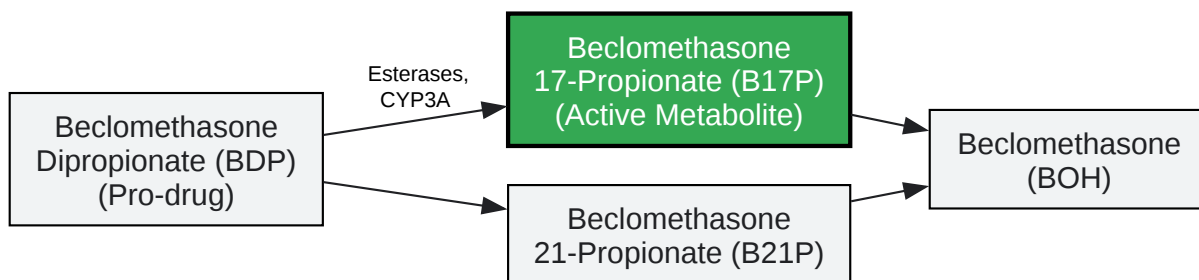 Beclomethasone
Dipropionate (BDP)
(Pro-drug)
Esterases,
CYP3A
Beclomethasone
17-Propionate (B17P)
(Active Metabolite)
Beclomethasone
21-Propionate (B21P)
Beclomethasone
(BOH)